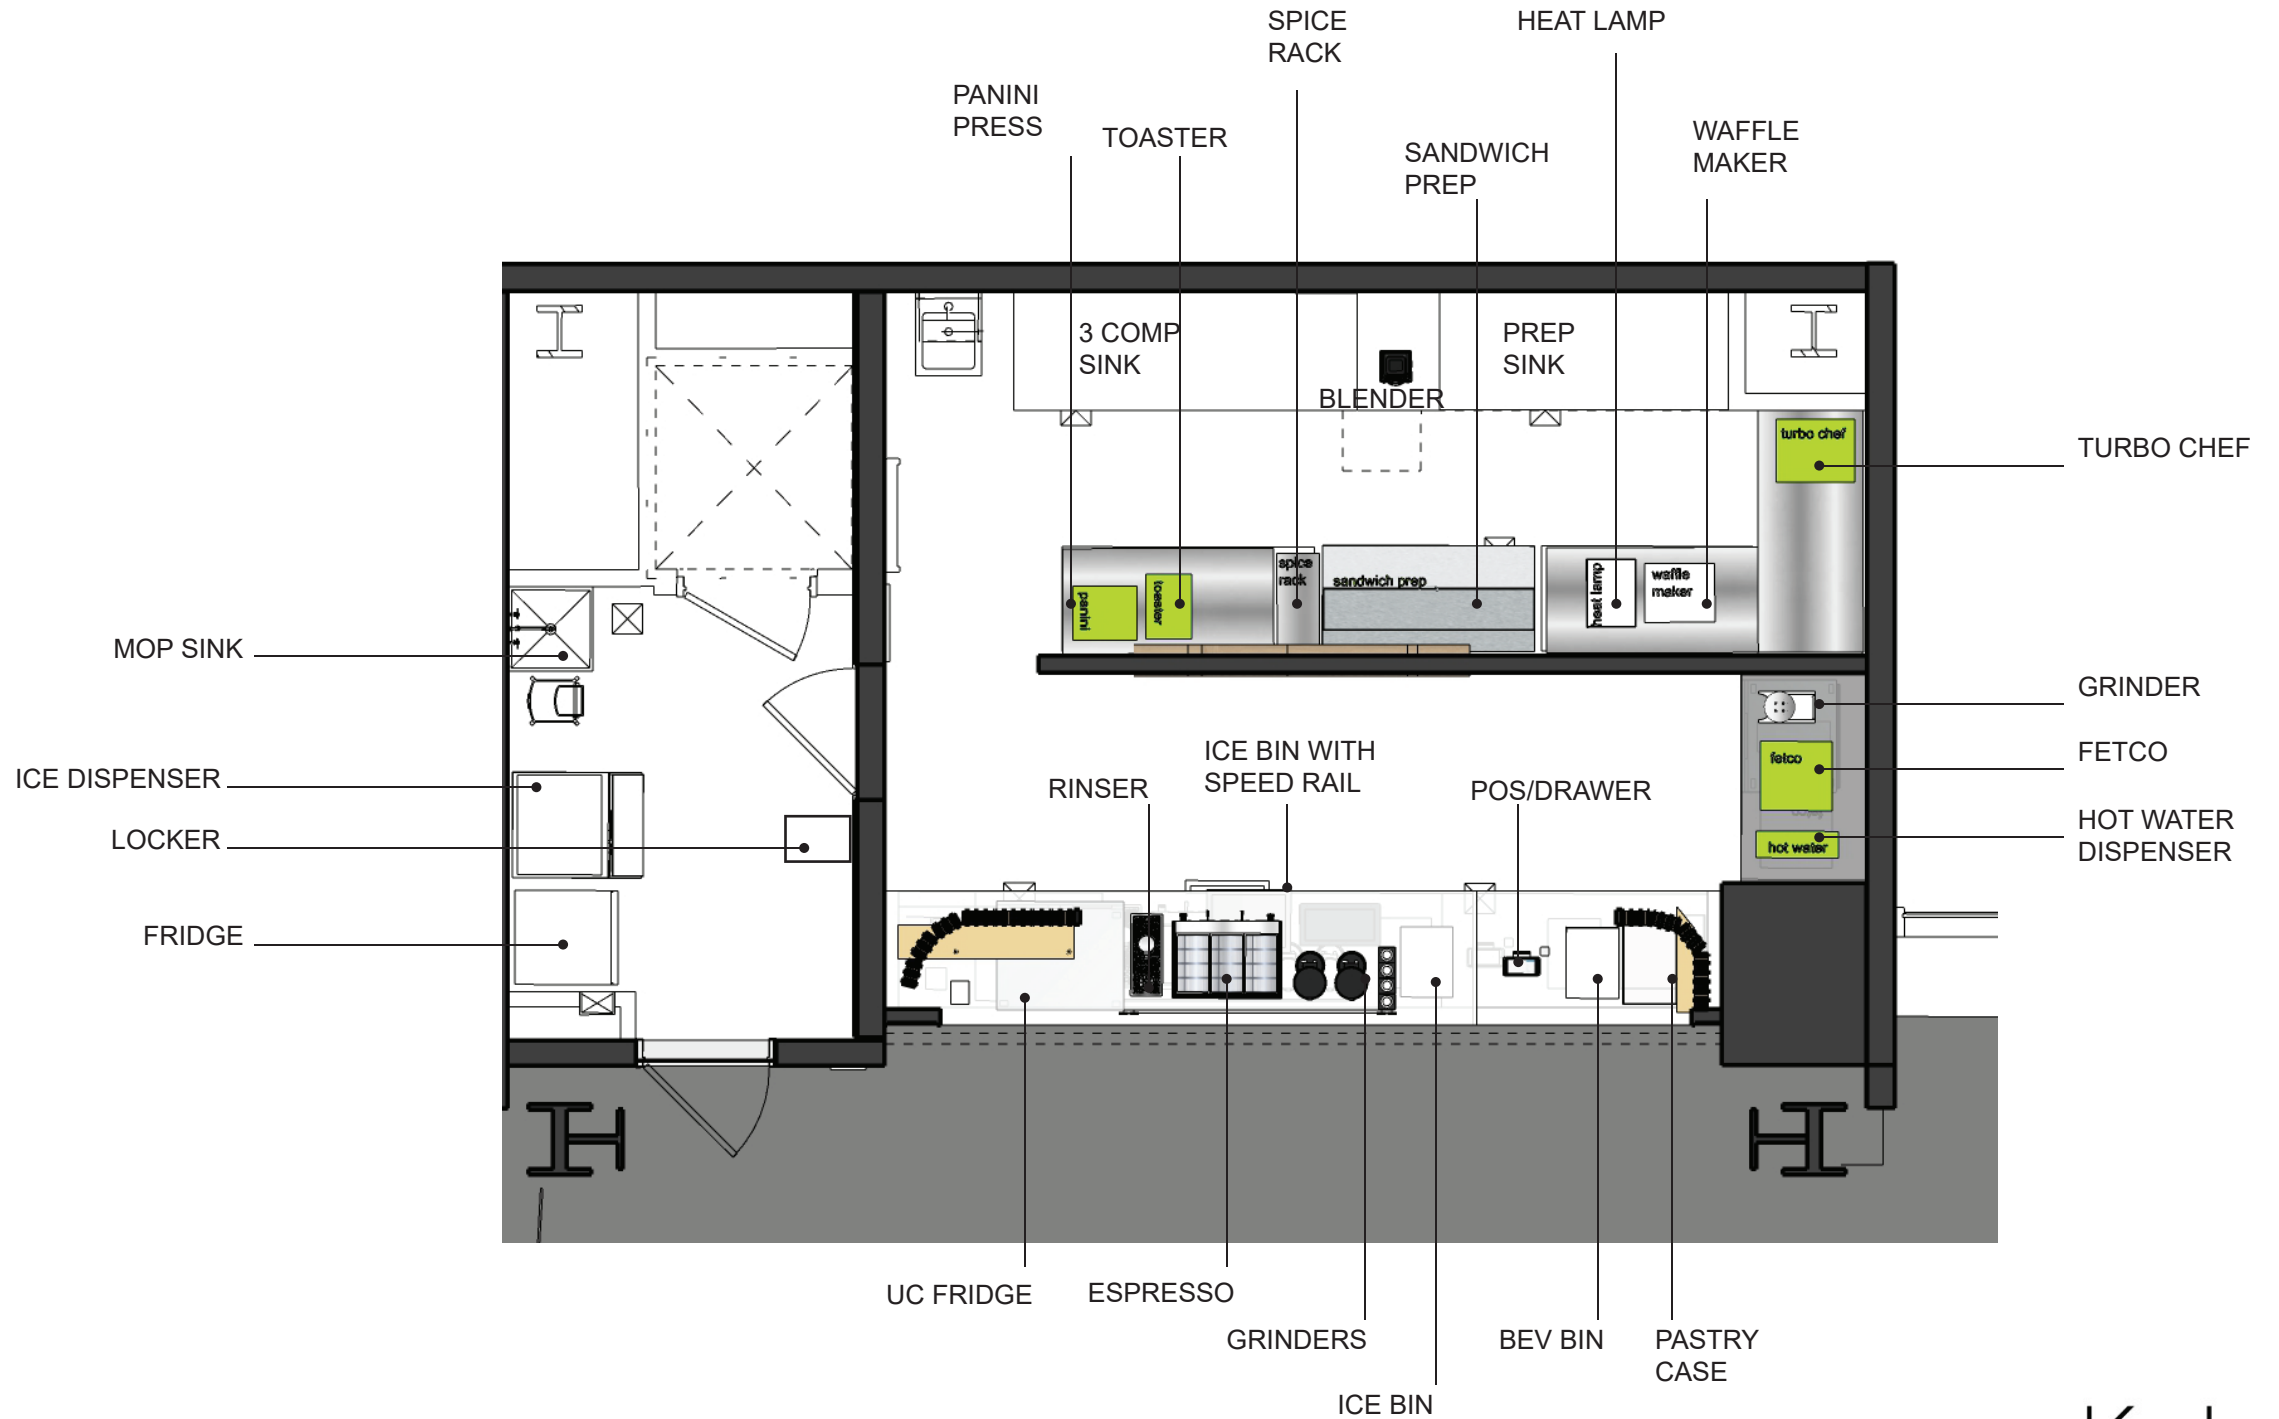 SPICE
RACK
HEAT LAMP
PANINI
PRESS
TOASTER
SANDWICH
PREP
WAFFLE
MAKER
3 COMP
SINK
PREP
SINK
BLENDER
turbo chef
TURBO CHEF
spice
rack
sandwich prep
heat lamp
waffle
maker
panini
toaster
MOP SINK
GRINDER
FETCO
fetco
ICE DISPENSER
LOCKER
FRIDGE
RINSER
ICE BIN WITH
SPEED RAIL
POS/DRAWER
HOT WATER
DISPENSER
hot water
UC FRIDGE
ESPRESSO
GRINDERS
BEV BIN
PASTRY
CASE
ICE BIN